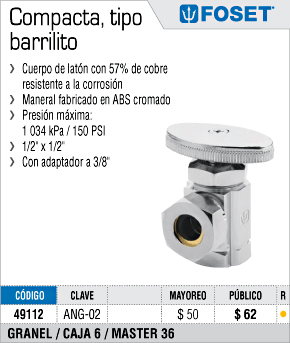 Compacta, tipo
barrilito
FOSET®
❯ Cuerpo de latón con 57% de cobre
resistente a la corrosión
❯ Maneral fabricado en ABS cromado
❯ Presión máxima:
1 034 kPa / 150 PSI
❯ 1/2" x 1/2"
❯ Con adaptador a 3/8"
CÓDIGO CLAVE MAYOREO PÚBLICO R
49112 ANG-02 $ 50 $ 62
GRANEL / CAJA 6 / MASTER 36